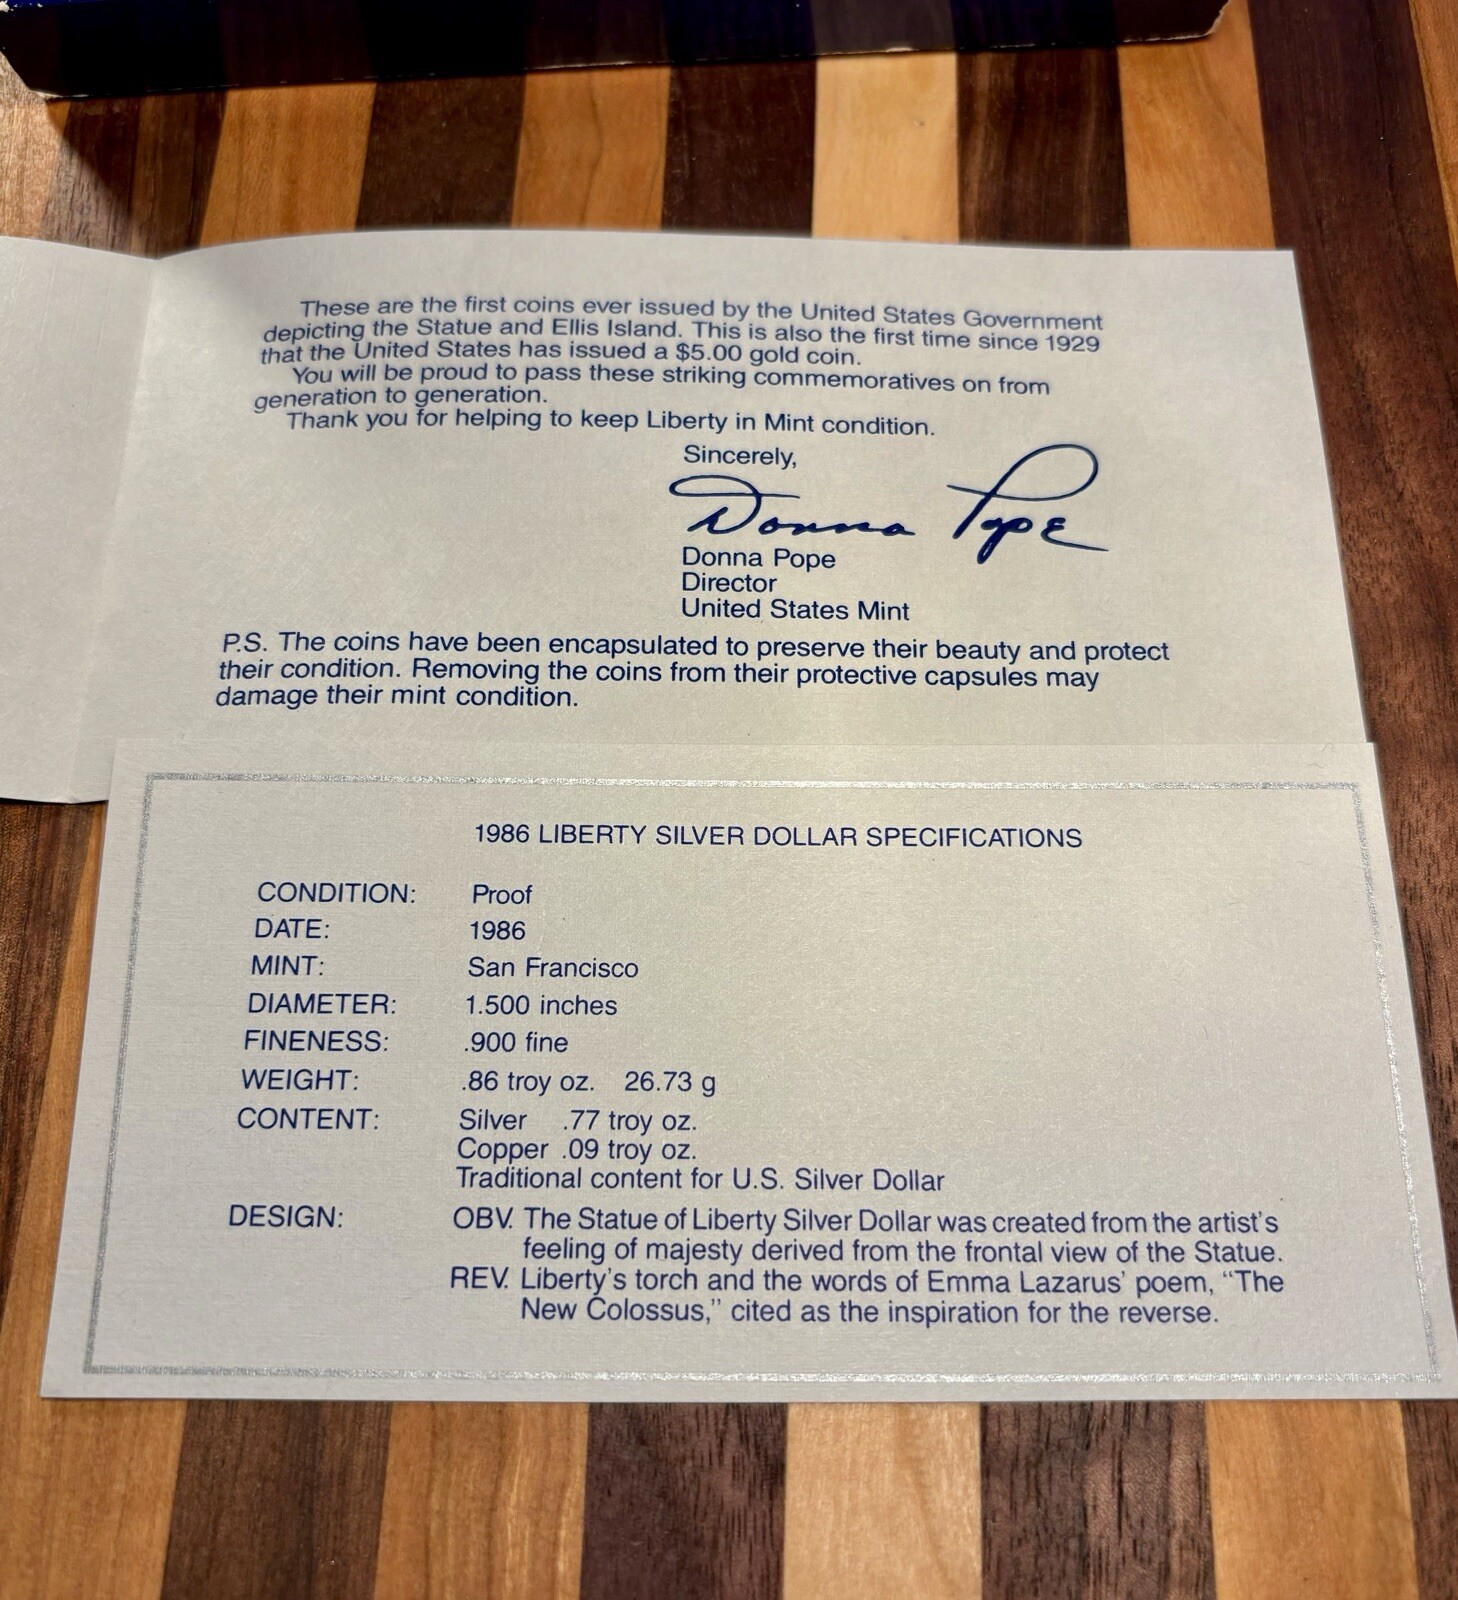 These are the first coins ever issued by the United States Government
depicting the Statue and Ellis Island. This is also the first time since 1929
that the United States has issued a $5.00 gold coin.
You will be proud to pass these striking commemoratives on from
generation to generation.
Thank you for helping to keep Liberty in Mint condition.
Sincerely,
Donna Pope
Donna Pope
Director
United States Mint
P.S. The coins have been encapsulated to preserve their beauty and protect
their condition. Removing the coins from their protective capsules may
damage their mint condition.
1986 LIBERTY SILVER DOLLAR SPECIFICATIONS
CONDITION: Proof
DATE: 1986
MINT: San Francisco
DIAMETER: 1.500 inches
FINENESS: .900 fine
WEIGHT: .86 troy oz. 26.73 g
CONTENT: Silver .77 troy oz.
Copper .09 troy oz.
Traditional content for U.S. Silver Dollar
DESIGN: OBV. The Statue of Liberty Silver Dollar was created from the artist's
feeling of majesty derived from the frontal view of the Statue.
REV. Liberty's torch and the words of Emma Lazarus' poem, "The
New Colossus," cited as the inspiration for the reverse.